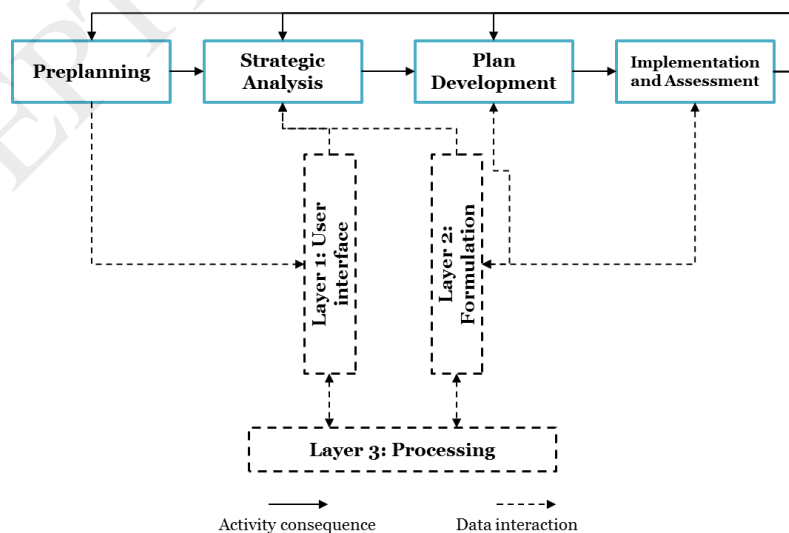 EPT
Preplanning
Strategic
Analysis
Plan
Development
Implementation
and Assessment
Layer 1: User
interface
Layer 2:
Formulation
Layer 3: Processing
Activity consequence
Data interaction